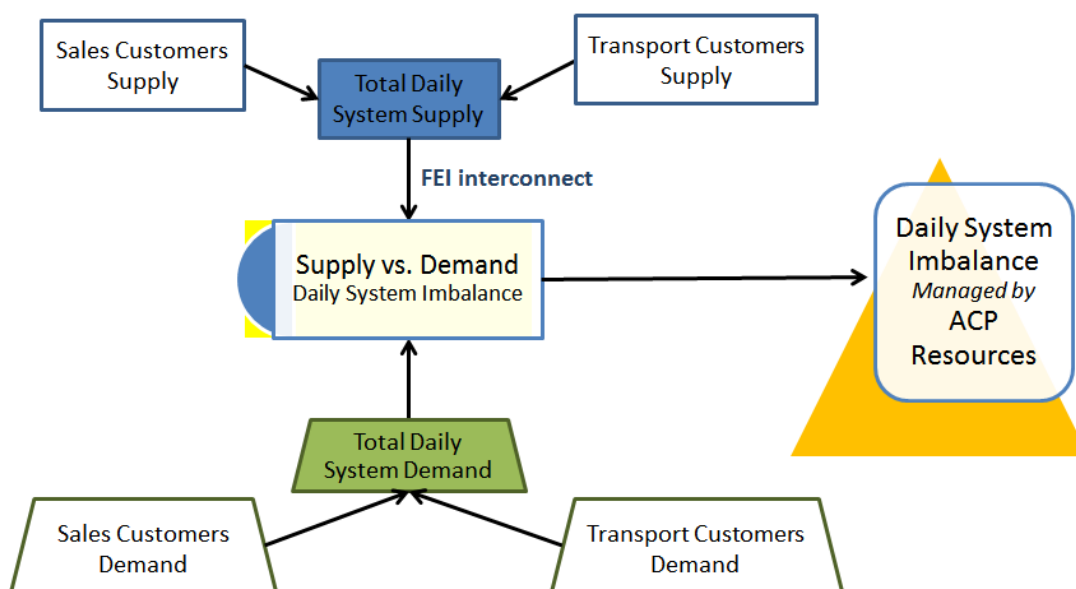 Sales Customers
Supply
Transport Customers
Supply
Total Daily
System Supply
FEI interconnect
Supply vs. Demand
Daily System Imbalance
Daily System
Imbalance
Managed by
ACP
Resources
Total Daily
System Demand
Sales Customers
Demand
Transport Customers
Demand